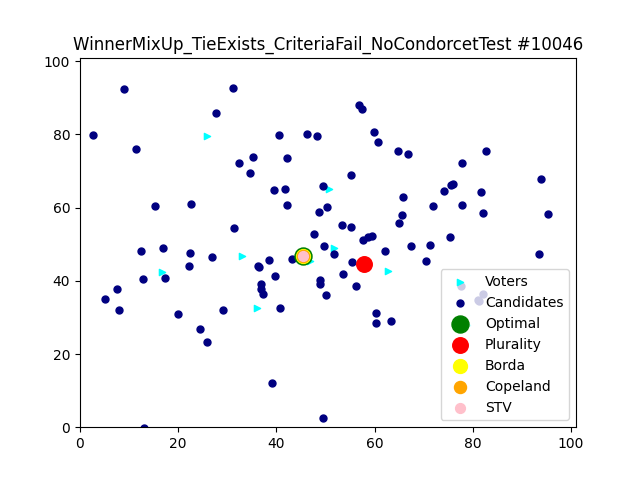 WinnerMixUp_TieExists_CriteriaFail_NoCondorcetTest #10046
100
80
60
40
20
0
0 20 40 60 80 100
Voters
Candidates
Optimal
Plurality
Borda
Copeland
STV